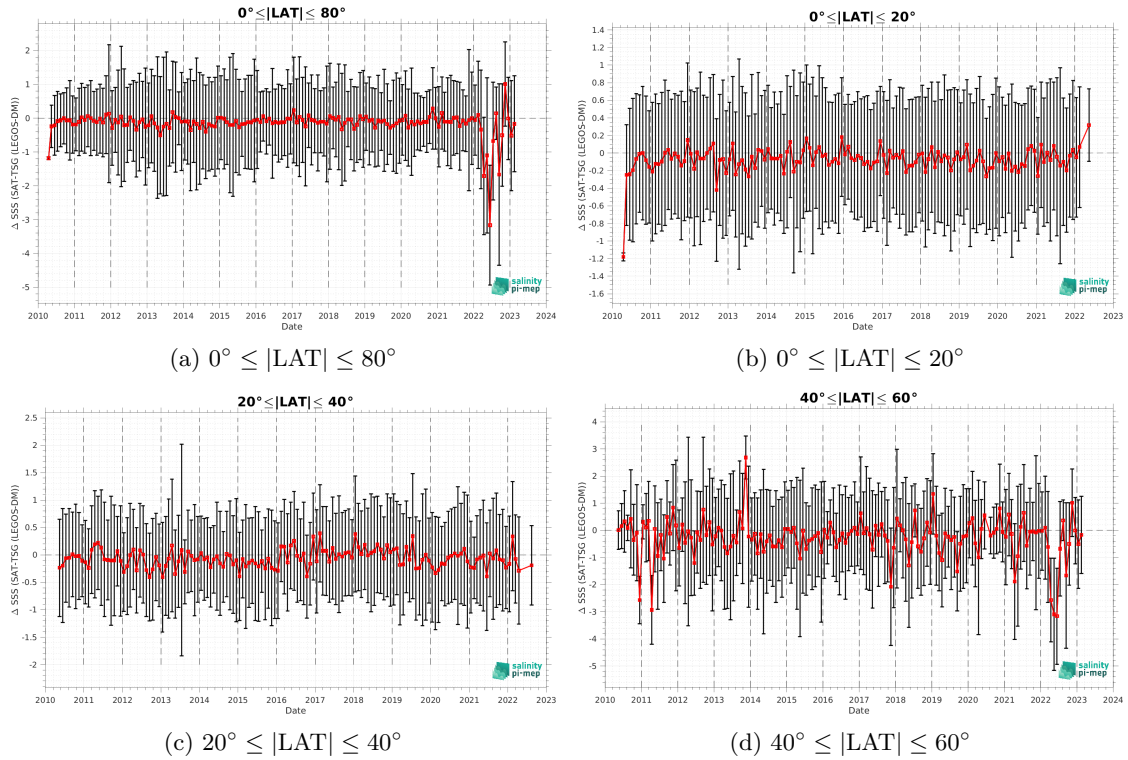 0°≤|LAT|≤ 80°
Δ SSS (SAT-TSG (LEGOS-DM))
2
1
0
-1
-2
-3
-4
-5
2010 2011 2012 2013 2014 2015 2016 2017 2018 2019 2020 2021 2022 2023 2024
Date
salinity
pi-mep
(a) 0° ≤ |LAT| ≤ 80°
0°≤|LAT|≤ 20°
Δ SSS (SAT-TSG (LEGOS-DM))
1.4
1.2
1
0.8
0.6
0.4
0.2
0
-0.2
-0.4
-0.6
-0.8
-1
-1.2
-1.4
-1.6
2010 2011 2012 2013 2014 2015 2016 2017 2018 2019 2020 2021 2022 2023
Date
salinity
pi-mep
(b) 0° ≤ |LAT| ≤ 20°
20°≤|LAT|≤ 40°
Δ SSS (SAT-TSG (LEGOS-DM))
2.5
2
1.5
1
0.5
0
-0.5
-1
-1.5
-2
2010 2011 2012 2013 2014 2015 2016 2017 2018 2019 2020 2021 2022 2023
Date
salinity
pi-mep
(c) 20° ≤ |LAT| ≤ 40°
40°≤|LAT|≤ 60°
Δ SSS (SAT-TSG (LEGOS-DM))
4
3
2
1
0
-1
-2
-3
-4
-5
2010 2011 2012 2013 2014 2015 2016 2017 2018 2019 2020 2021 2022 2023 2024
Date
salinity
pi-mep
(d) 40° ≤ |LAT| ≤ 60°